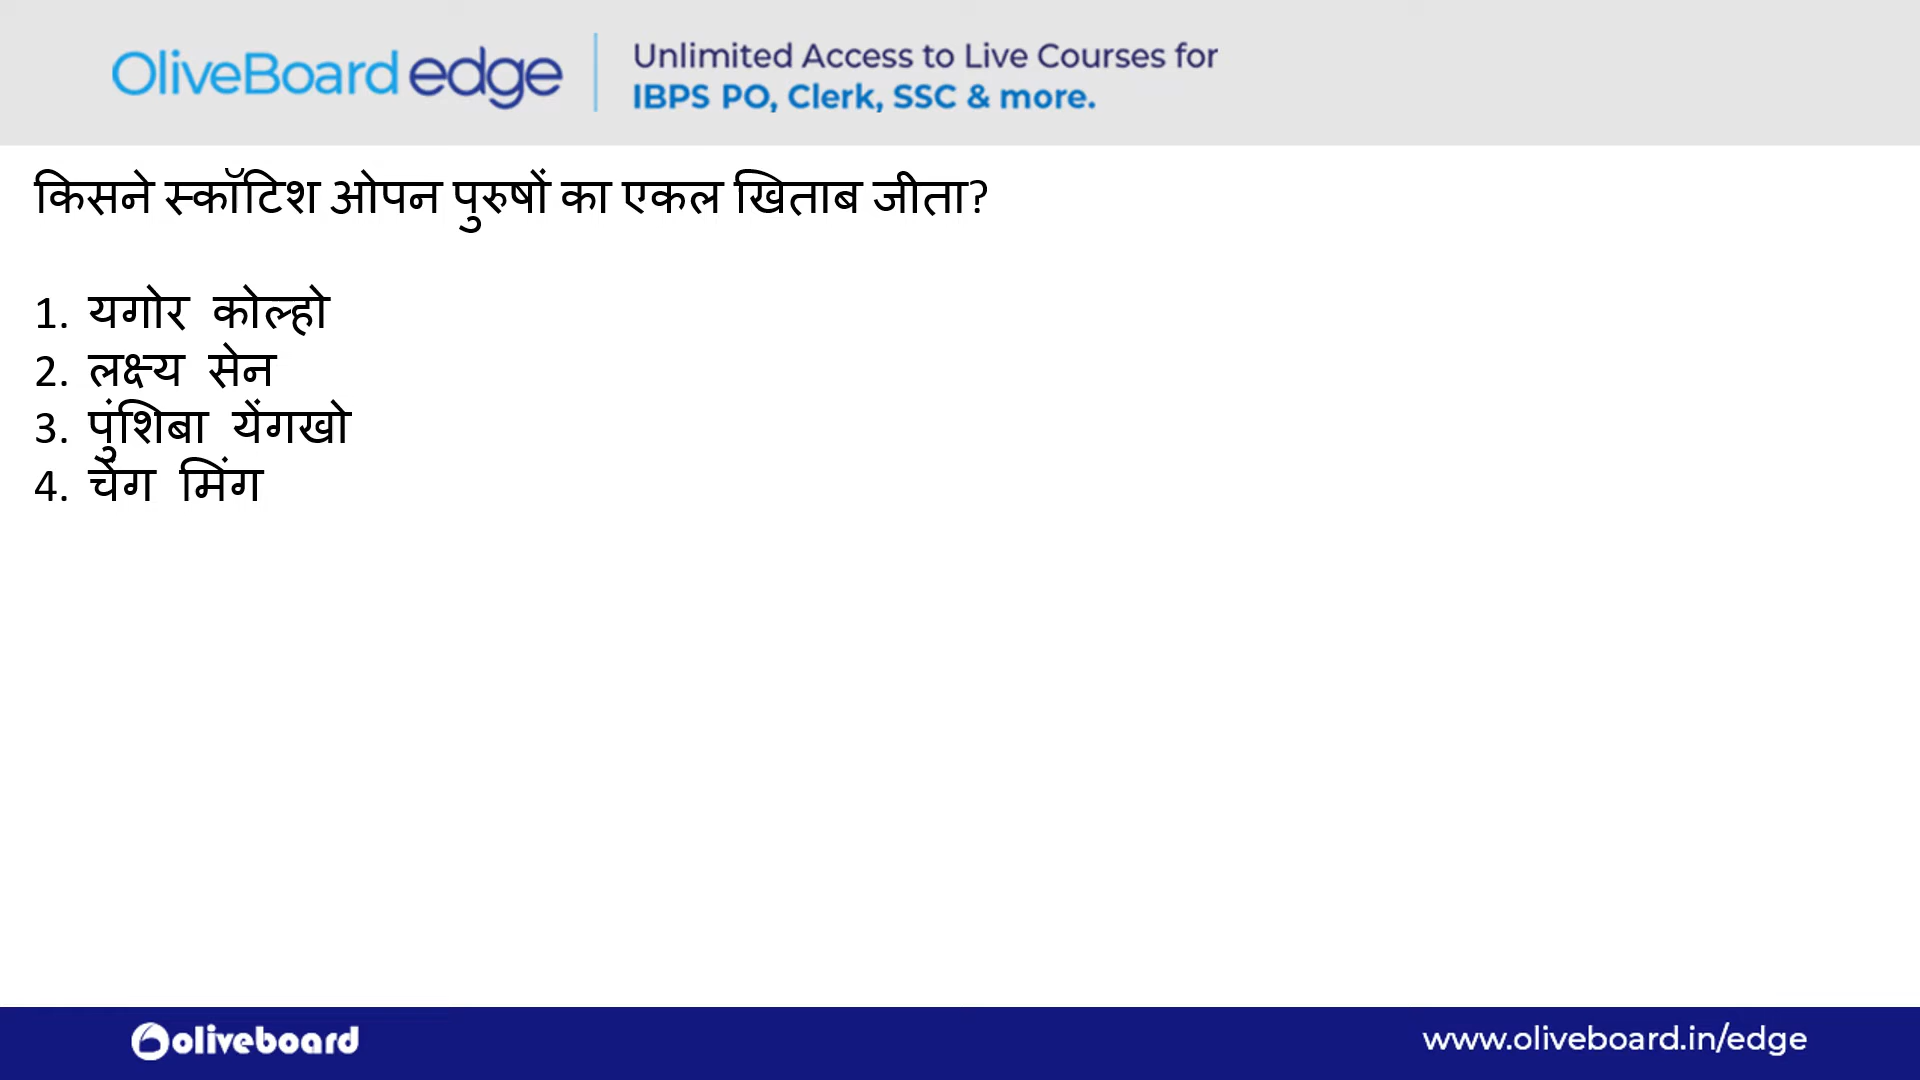 OliveBoard edge
Unlimited Access to Live Courses for
IBPS PO, Clerk, SSC & more.
किसने स्कॉटिश ओपन पुरुषों का एकल खिताब जीता?
1. यगोर कोल्हो
2. लक्ष्य सेन
3. पुंशिबा येंगखो
4. चेंग मिंग
oliveboard
www.oliveboard.in/edge